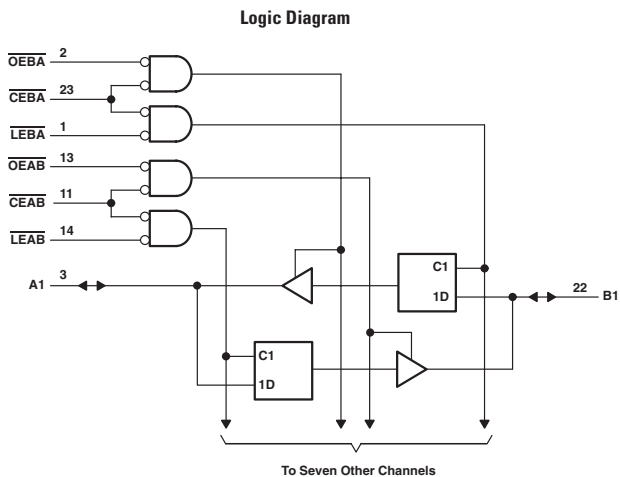 Logic Diagram
OEBA 2
CEBA 23
LEBA 1
OEAB 13
CEAB 11
LEAB 14
A1 3
C1
1D
22 B1
C1
1D
To Seven Other Channels